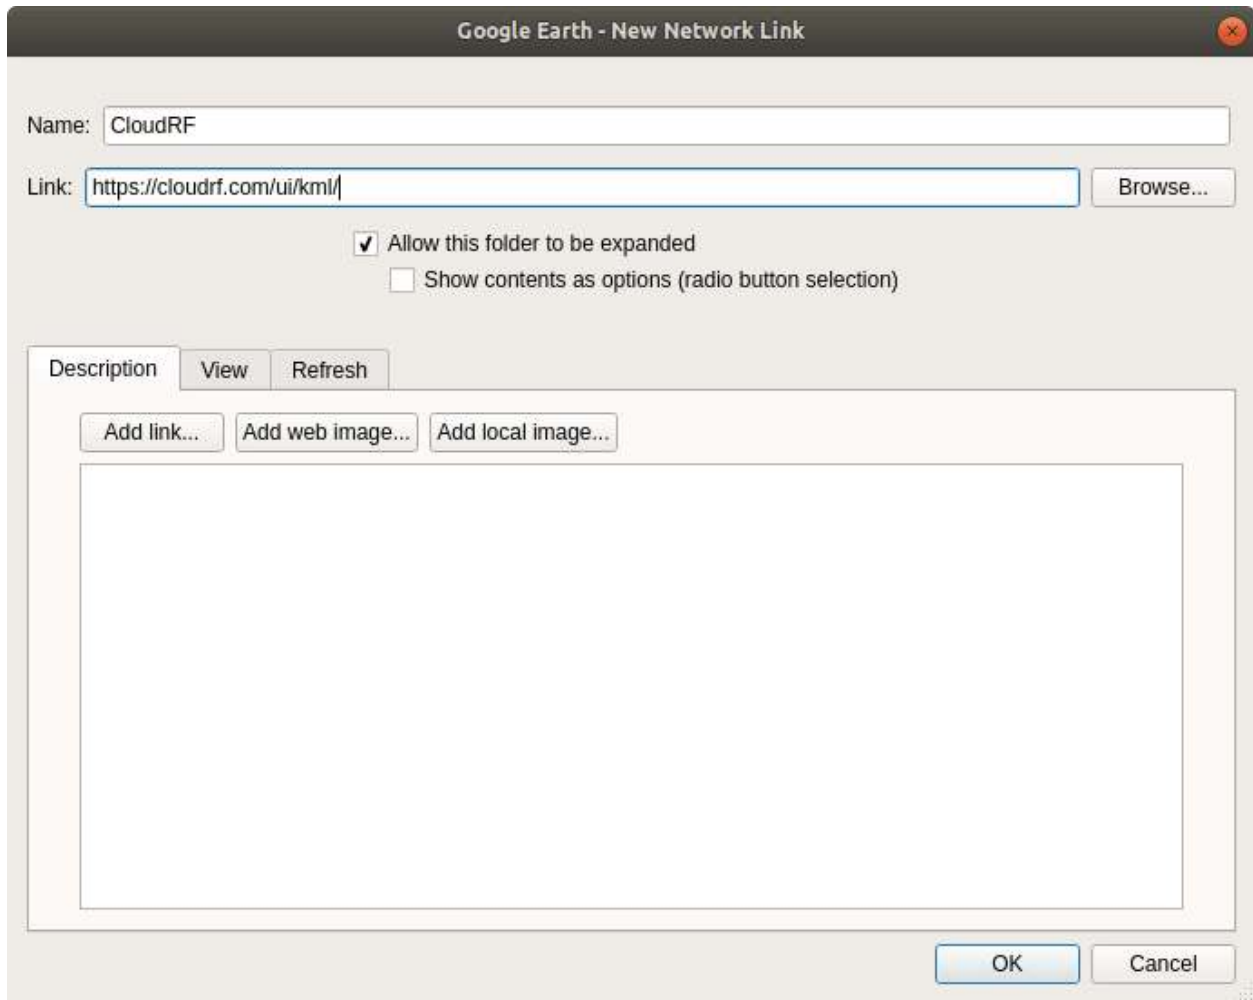 Google Earth - New Network Link
Name: CloudRF
Link: https://cloudrf.com/ui/kml/ Browse...
Allow this folder to be expanded
Show contents as options (radio button selection)
Description View Refresh
Add link... Add web image... Add local image...
OK Cancel